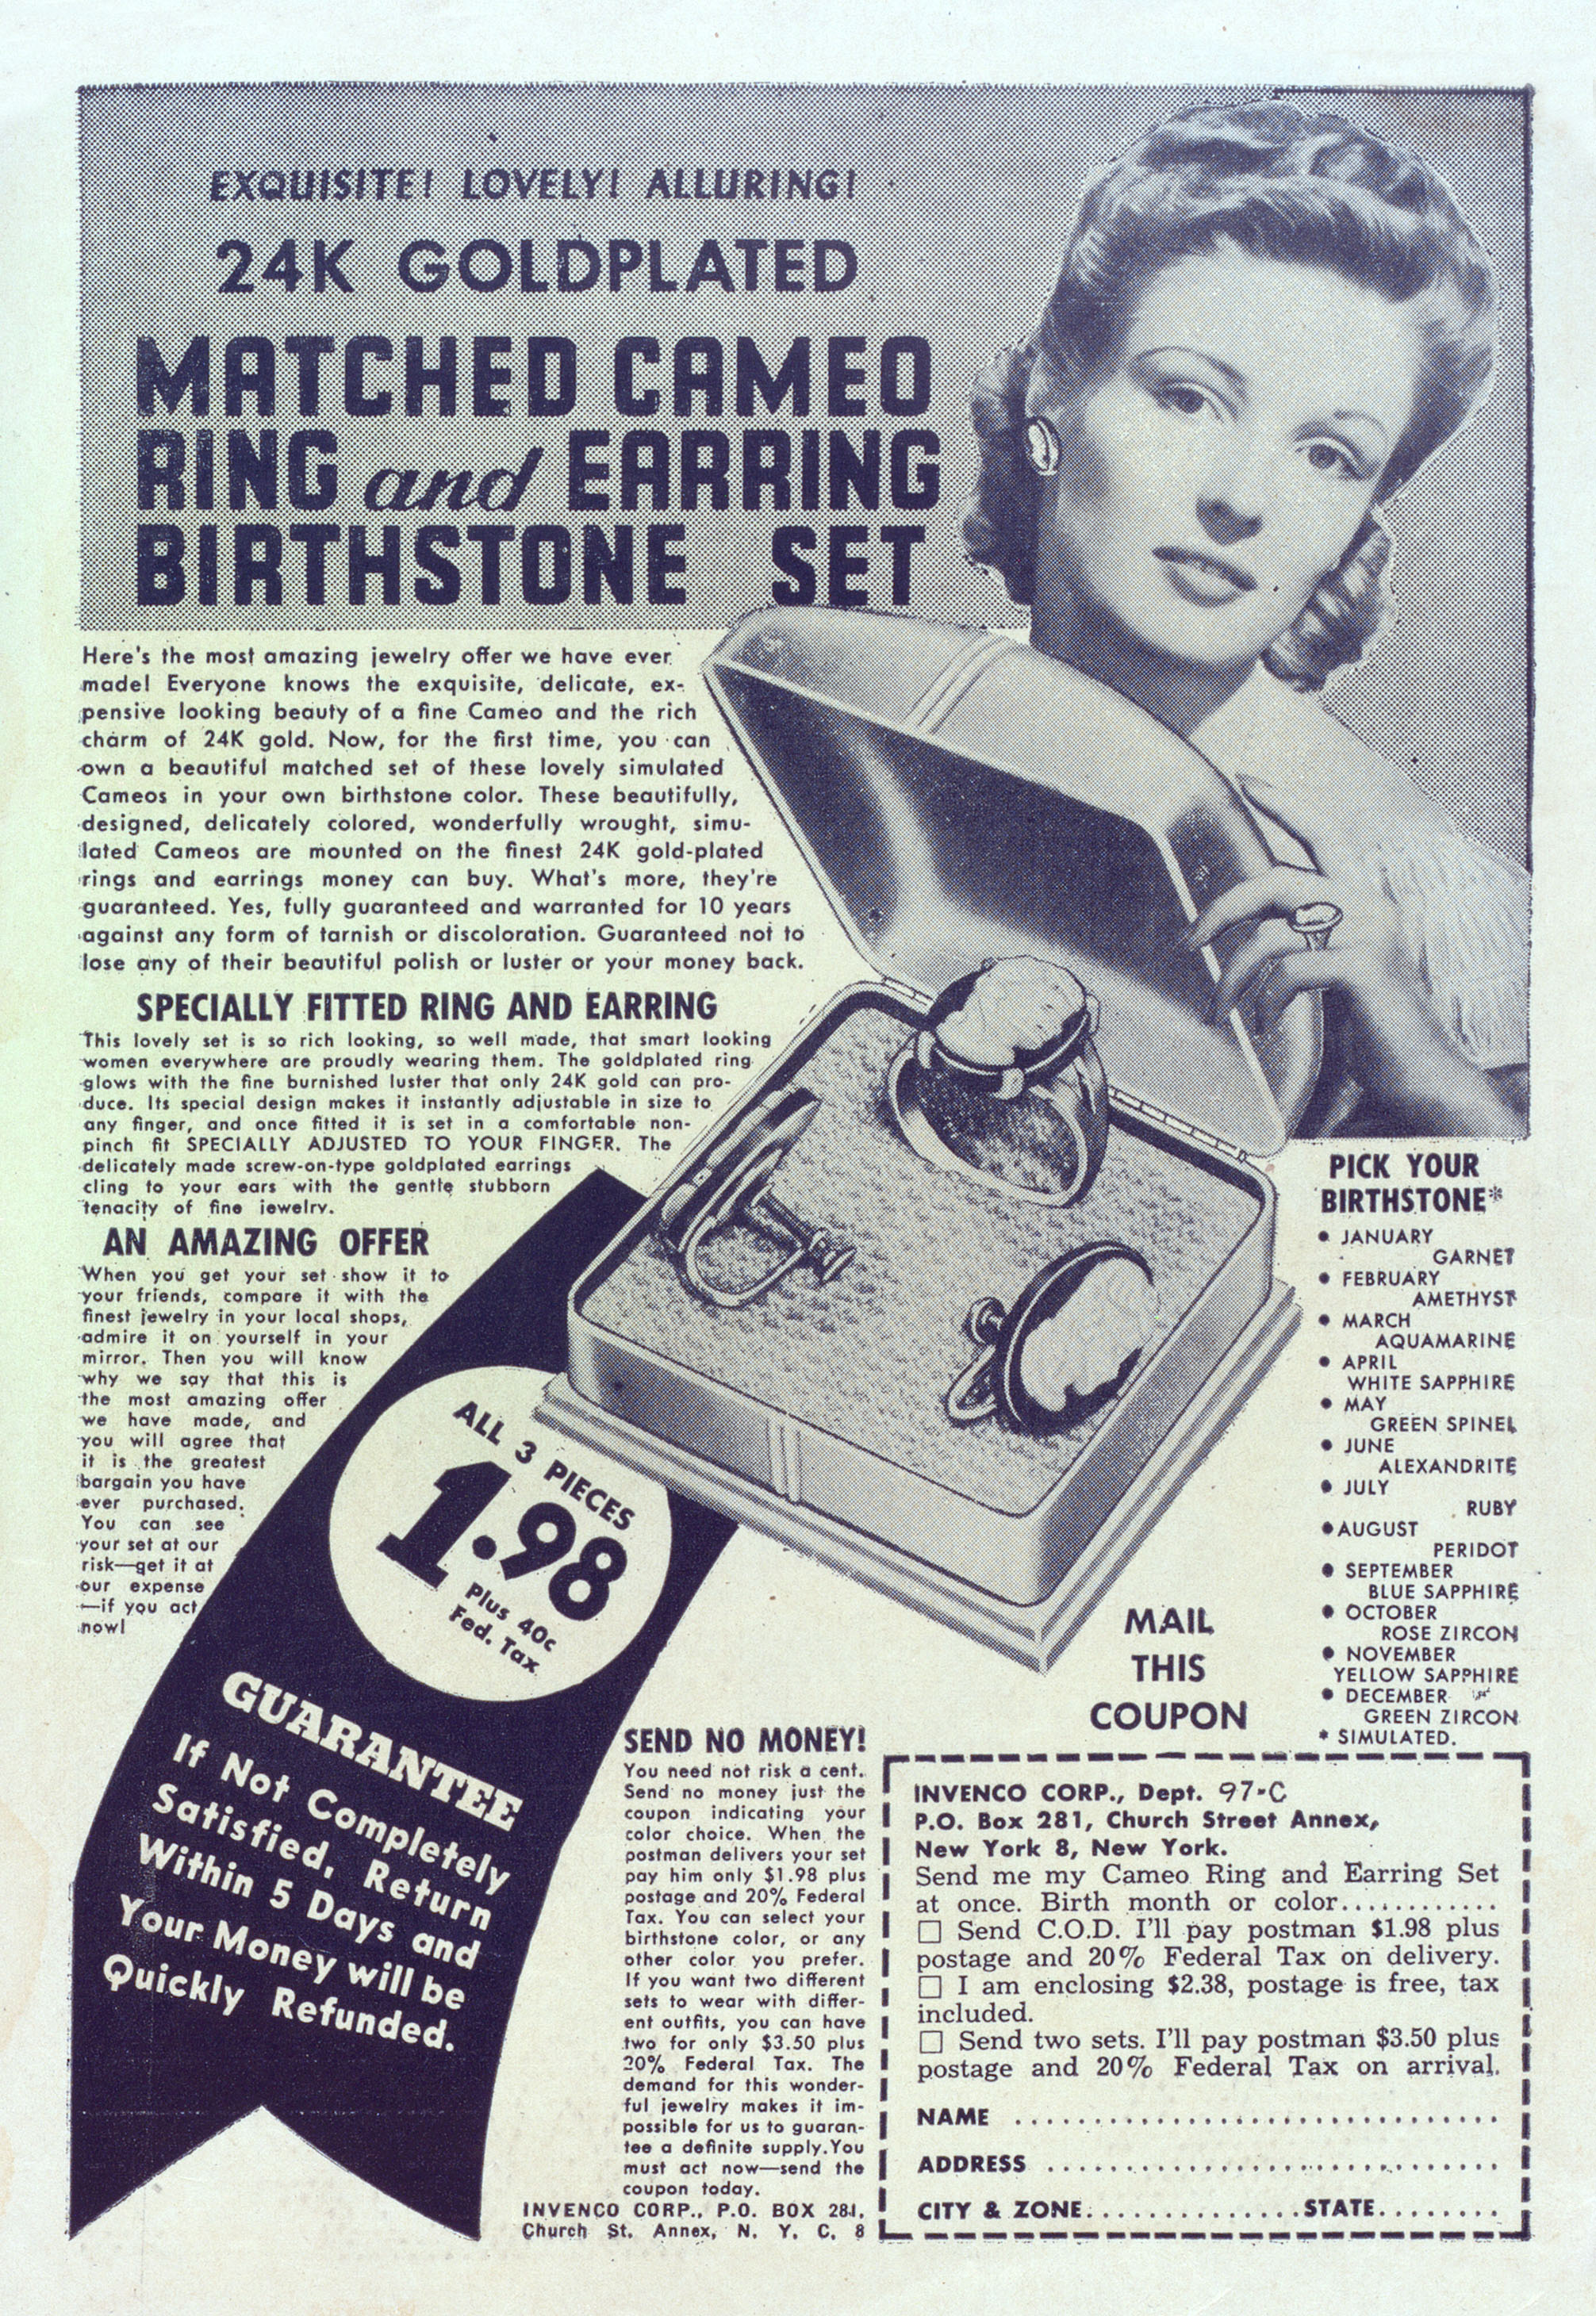 EXQUISITE! LOVELY! ALLURING!
24K GOLDPLATED
MATCHED CAMEO
RING and EARRING
BIRTHSTONE SET
Here's the most amazing jewelry offer we have ever
made! Everyone knows the exquisite, delicate, ex-
pensive looking beauty of a fine Cameo and the rich
charm of 24K gold. Now, for the first time, you can
own a beautiful matched set of these lovely simulated
Cameos in your own birthstone color. These beautifully,
designed, delicately colored, wonderfully wrought, simu-
lated Cameos are mounted on the finest 24K gold-plated
rings and earrings money can buy. What's more, they're
guaranteed. Yes, fully guaranteed and warranted for 10 years
against any form of tarnish or discoloration. Guaranteed not to
lose any of their beautiful polish or luster or your money back.
SPECIALLY FITTED RING AND EARRING
This lovely set is so rich looking, so well made, that smart looking
women everywhere are proudly wearing them. The goldplated ring
glows with the fine burnished luster that only 24K gold can pro-
duce. Its special design makes it instantly adjustable in size to
any finger, and once fitted it is set in a comfortable non-
pinch fit SPECIALLY ADJUSTED TO YOUR FINGER. The
delicately made screw-on-type goldplated earrings
cling to your ears with the gentle stubborn
tenacity of fine jewelry.
AN AMAZING OFFER
When you get your set show it to
your friends, compare it with the
finest jewelry in your local shops,
admire it on yourself in your
mirror. Then you will know
why we say that this is
the most amazing offer
we have made, and
you will agree that
it is the greatest
bargain you have
ever purchased.
You can see
your set at our
risk—get it at
our expense
—if you act
now!
ALL 3 PIECES
1.98
Plus 40c
Fed. Tax
GUARANTEE
If Not Completely
Satisfied, Return
Within 5 Days and
Your Money will be
Quickly Refunded.
PICK YOUR
BIRTHSTONE*
• JANUARY
GARNET
• FEBRUARY
AMETHYST
• MARCH
AQUAMARINE
• APRIL
WHITE SAPPHIRE
• MAY
GREEN SPINEL
• JUNE
ALEXANDRITE
• JULY
RUBY
• AUGUST
PERIDOT
• SEPTEMBER
BLUE SAPPHIRE
• OCTOBER
ROSE ZIRCON
• NOVEMBER
YELLOW SAPPHIRE
• DECEMBER
GREEN ZIRCON
* SIMULATED.
MAIL
THIS
COUPON
SEND NO MONEY!
You need not risk a cent.
Send no money just the
coupon indicating your
color choice. When the
postman delivers your set
pay him only $1.98 plus
postage and 20% Federal
Tax. You can select your
birthstone color, or any
other color you prefer.
If you want two different
sets to wear with differ-
ent outfits, you can have
two for only $3.50 plus
20% Federal Tax. The
demand for this wonder-
ful jewelry makes it im-
possible for us to guaran-
tee a definite supply. You
must act now—send the
coupon today.
INVENCO CORP., P.O. BOX 281,
Church St. Annex, N. Y. C. 8
INVENCO CORP., Dept. 97-C
P.O. Box 281, Church Street Annex,
New York 8, New York.
Send me my Cameo Ring and Earring Set
at once. Birth month or color............
☐ Send C.O.D. I'll pay postman $1.98 plus
postage and 20% Federal Tax on delivery.
☐ I am enclosing $2.38, postage is free, tax
included.
☐ Send two sets. I'll pay postman $3.50 plus
postage and 20% Federal Tax on arrival.
NAME ................................
ADDRESS ..............................
CITY & ZONE..............STATE........